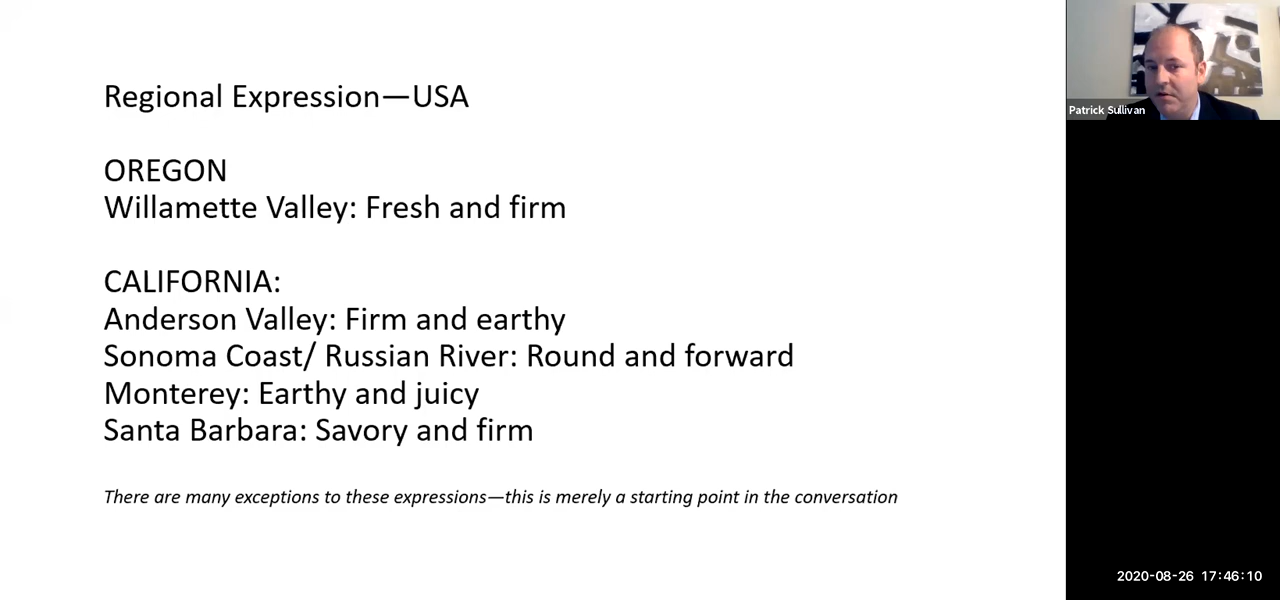 Regional Expression—USA
OREGON
Willamette Valley: Fresh and firm
CALIFORNIA:
Anderson Valley: Firm and earthy
Sonoma Coast/ Russian River: Round and forward
Monterey: Earthy and juicy
Santa Barbara: Savory and firm
There are many exceptions to these expressions—this is merely a starting point in the conversation
Patrick Sullivan
2020-08-26 17:46:10